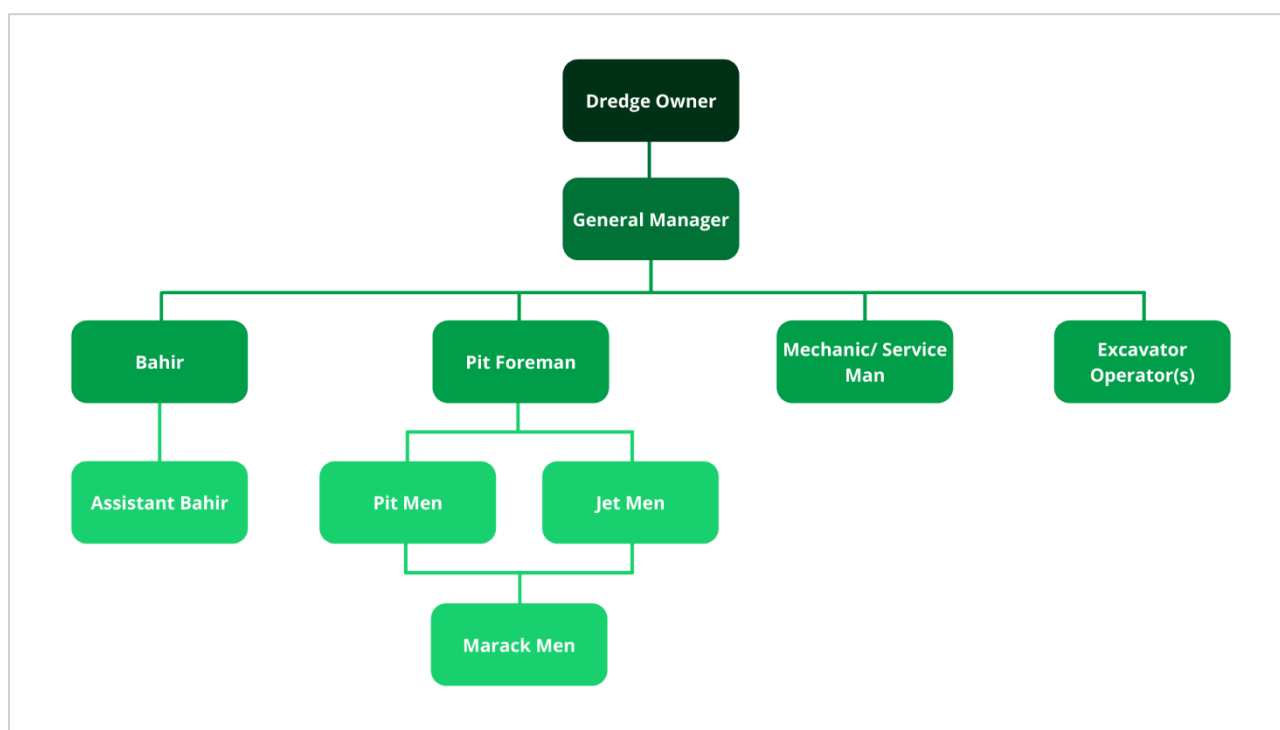 Dredge Owner
General Manager
Bahir
Pit Foreman
Mechanic/ Service
Man
Excavator
Operator(s)
Assistant Bahir
Pit Men
Jet Men
Marack Men